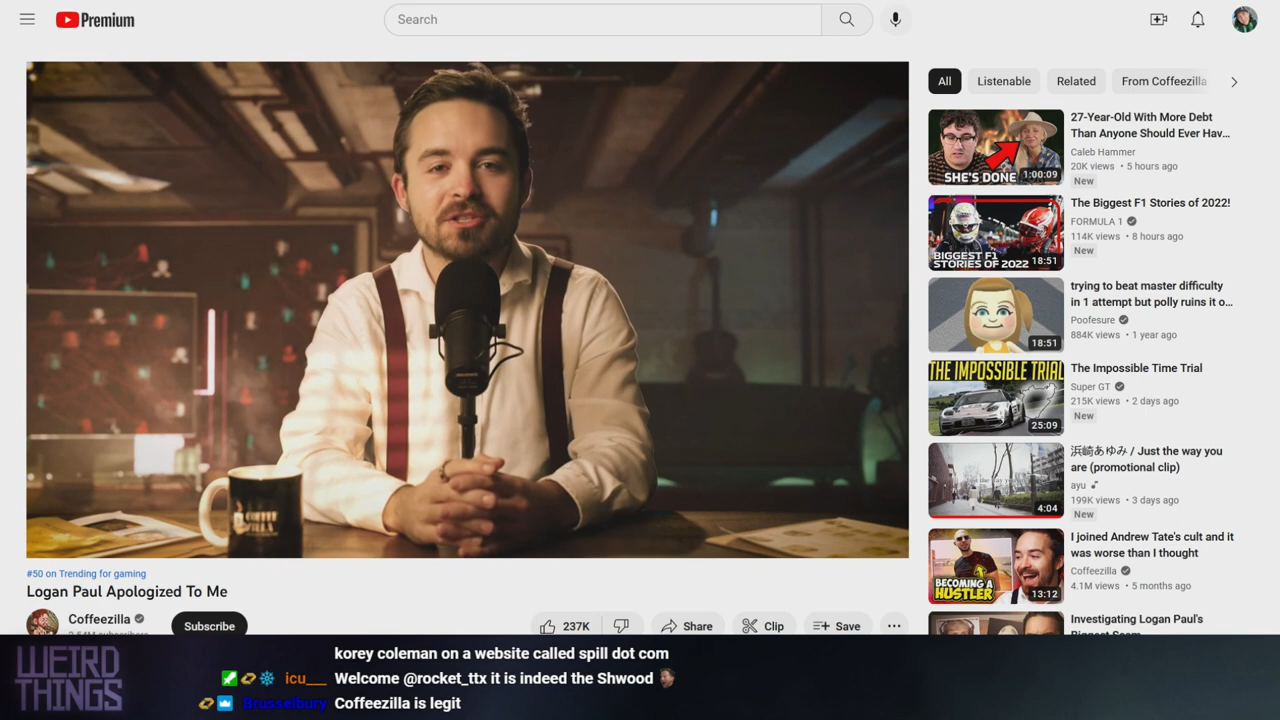 Premium
Search
All
Listenable
Related
From Coffeezilla
27-Year-Old With More Debt
Than Anyone Should Ever Hav...
Caleb Hammer
20K views • 5 hours ago
New
SHE'S DONE
1:00:09
The Biggest F1 Stories of 2022!
FORMULA 1
114K views • 8 hours ago
New
BIGGEST F1
STORIES OF 2022
18:51
trying to beat master difficulty
in 1 attempt but polly ruins it o...
Poofesure
884K views • 1 year ago
18:51
The Impossible Time Trial
Super GT
215K views • 2 days ago
New
THE IMPOSSIBLE TRIAL
25:09
浜崎あゆみ / Just the way you
are (promotional clip)
ayu
199K views • 3 days ago
New
4:04
I joined Andrew Tate's cult and it
was worse than I thought
Coffeezilla
4.1M views • 5 months ago
BECOMING A
HUSTLER
13:12
Investigating Logan Paul's
Biggest Scam
COFFEE
ZILLA
#50 on Trending for gaming
Logan Paul Apologized To Me
Coffeezilla
Subscribe
237K
Share
Clip
Save
WEIRD
THINGS
korey coleman on a website called spill dot com
icu___ Welcome @rocket_ttx it is indeed the Shwood
Brusselbury Coffeezilla is legit